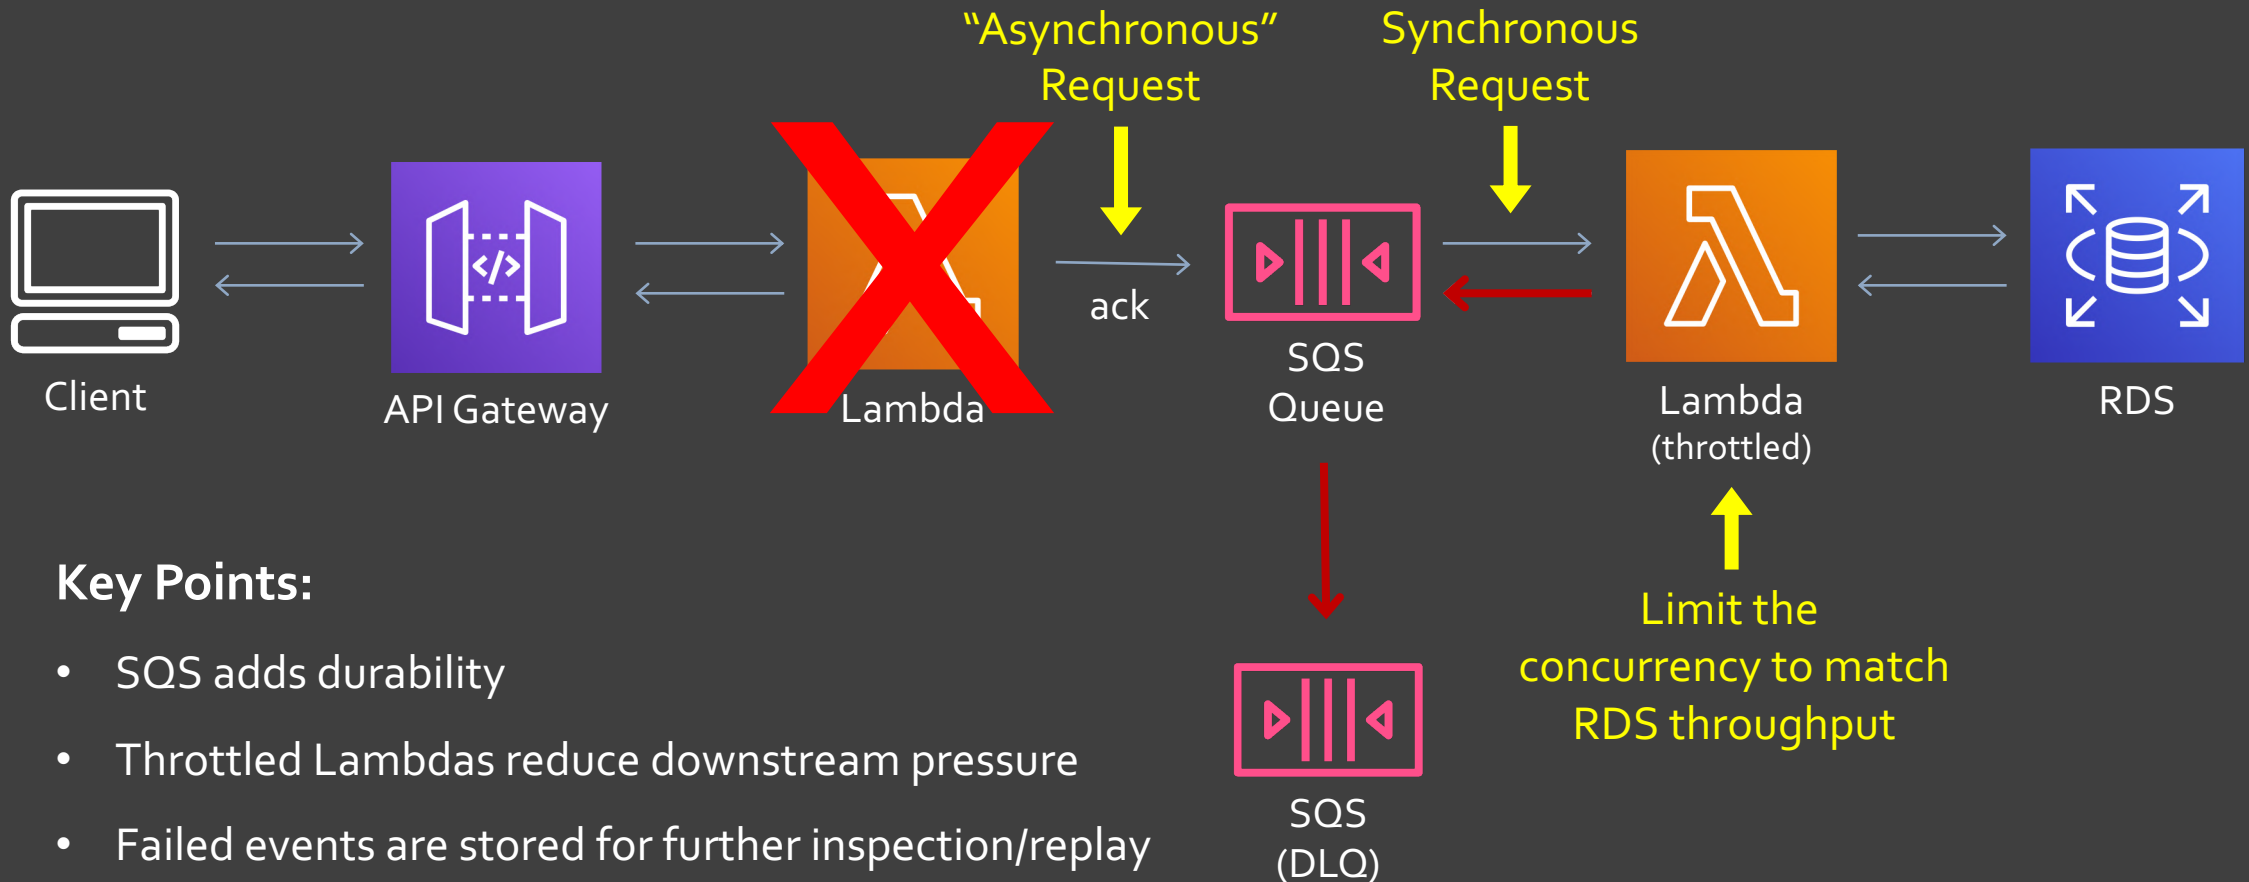 “Asynchronous”
Request
Synchronous
Request
ack
Client
API Gateway
Lambda
SQS
Queue
Lambda
(throttled)
RDS
Key Points:
• SQS adds durability
• Throttled Lambdas reduce downstream pressure
• Failed events are stored for further inspection/replay
Limit the
concurrency to match
RDS throughput
SQS
(DLQ)